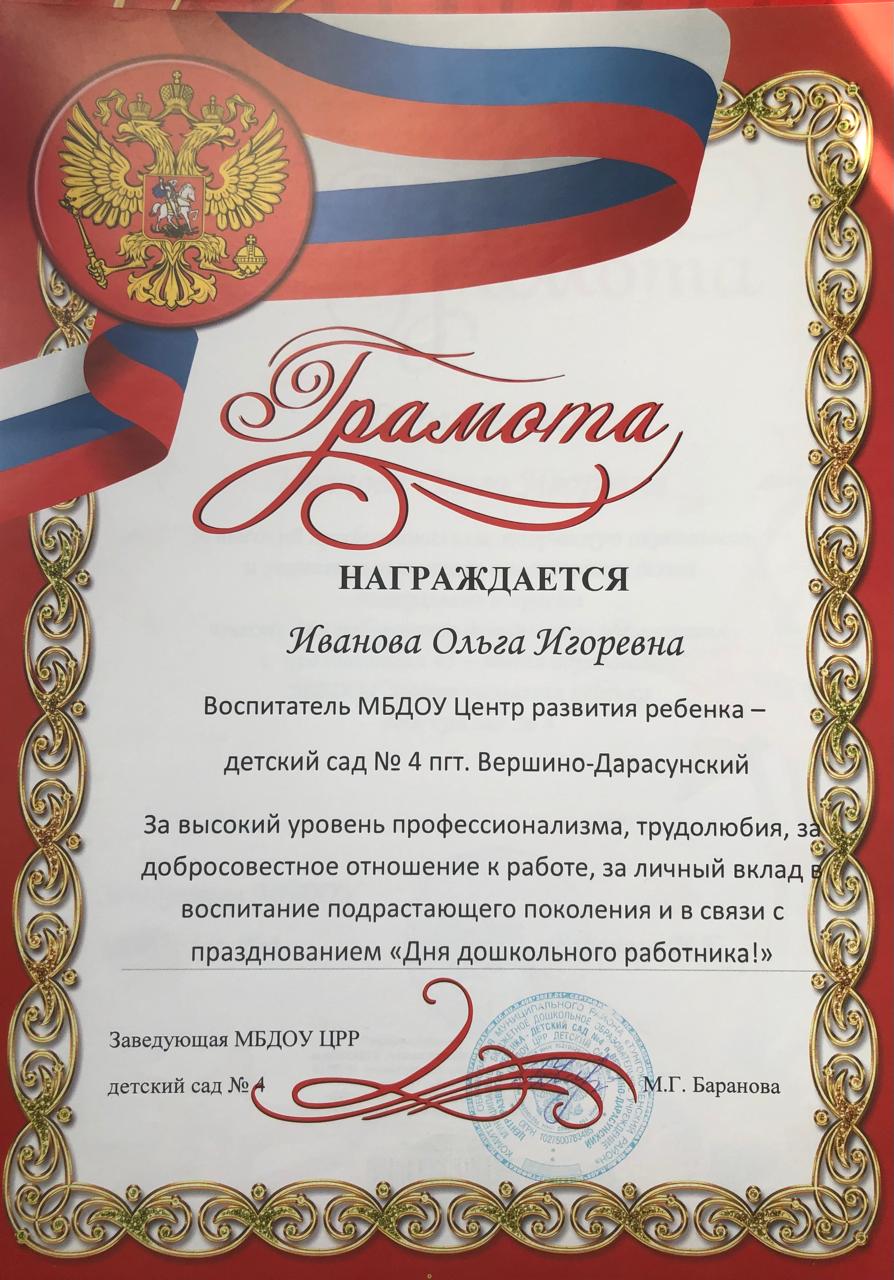 Грамота
НАГРАЖДАЕТСЯ
Иванова Ольга Игоревна
Воспитатель МБДОУ Центр развития ребенка –
детский сад № 4 пгт. Вершино-Дарасунский
За высокий уровень профессионализма, трудолюбия, за
добросовестное отношение к работе, за личный вклад в
воспитание подрастающего поколения и в связи с
празднованием «Дня дошкольного работника!»
Заведующая МБДОУ ЦРР
детский сад № 4 М.Г. Баранова